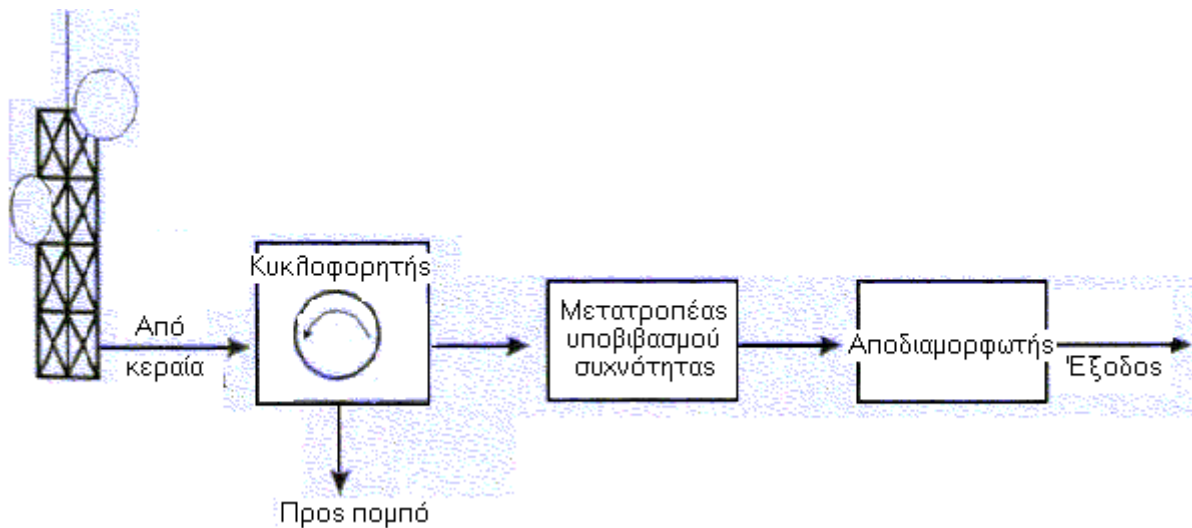 Κυκλοφορητής
Από
κεραία
Μετατροπέας
υποβιβασμού
συχνότητας
Αποδιαμορφωτής
Έξοδος
Προς πομπό